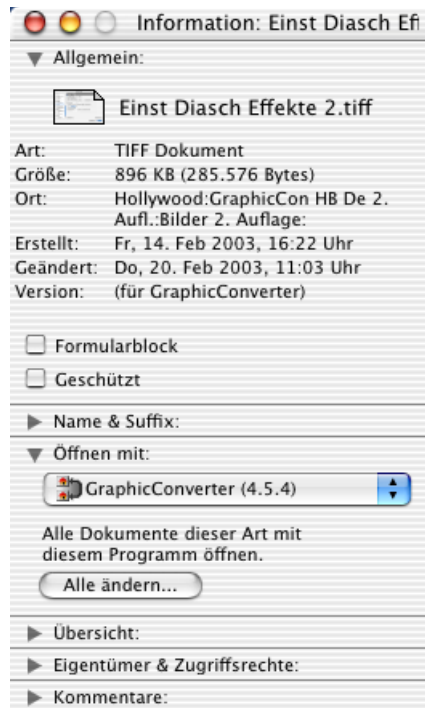 Information: Einst Diasch Eff
Allgemein:
Einst Diasch Effekte 2.tiff
Art: TIFF Dokument
Größe: 896 KB (285.576 Bytes)
Ort: Hollywood:GraphicCon HB De 2.
Aufl.:Bilder 2. Auflage:
Erstellt: Fr, 14. Feb 2003, 16:22 Uhr
Geändert: Do, 20. Feb 2003, 11:03 Uhr
Version: (für GraphicConverter)
Formularblock
Geschützt
Name & Suffix:
Öffnen mit:
GraphicConverter (4.5.4)
Alle Dokumente dieser Art mit
diesem Programm öffnen.
Alle ändern...
Übersicht:
Eigentümer & Zugriffsrechte:
Kommentare: